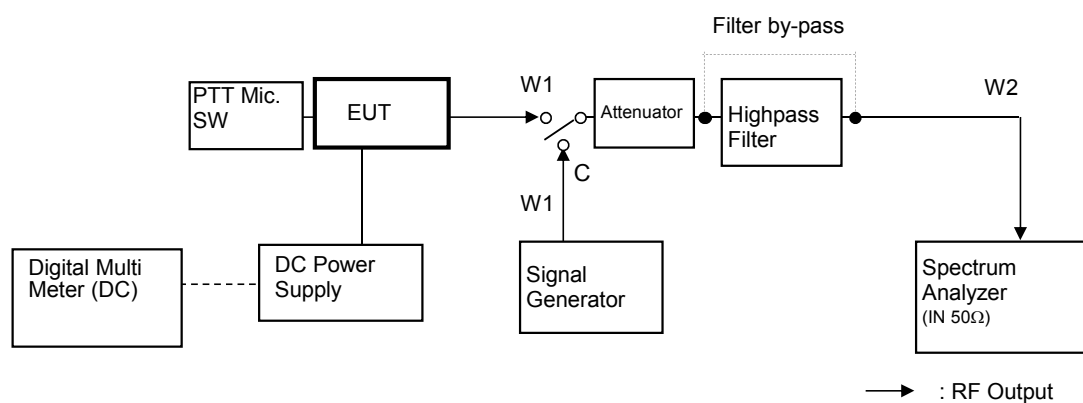 Filter by-pass
PTT Mic.
SW
EUT
W1
Attenuator
Highpass
Filter
W2
C
W1
Digital Multi
Meter (DC)
DC Power
Supply
Signal
Generator
Spectrum
Analyzer
(IN 50Ω)
: RF Output